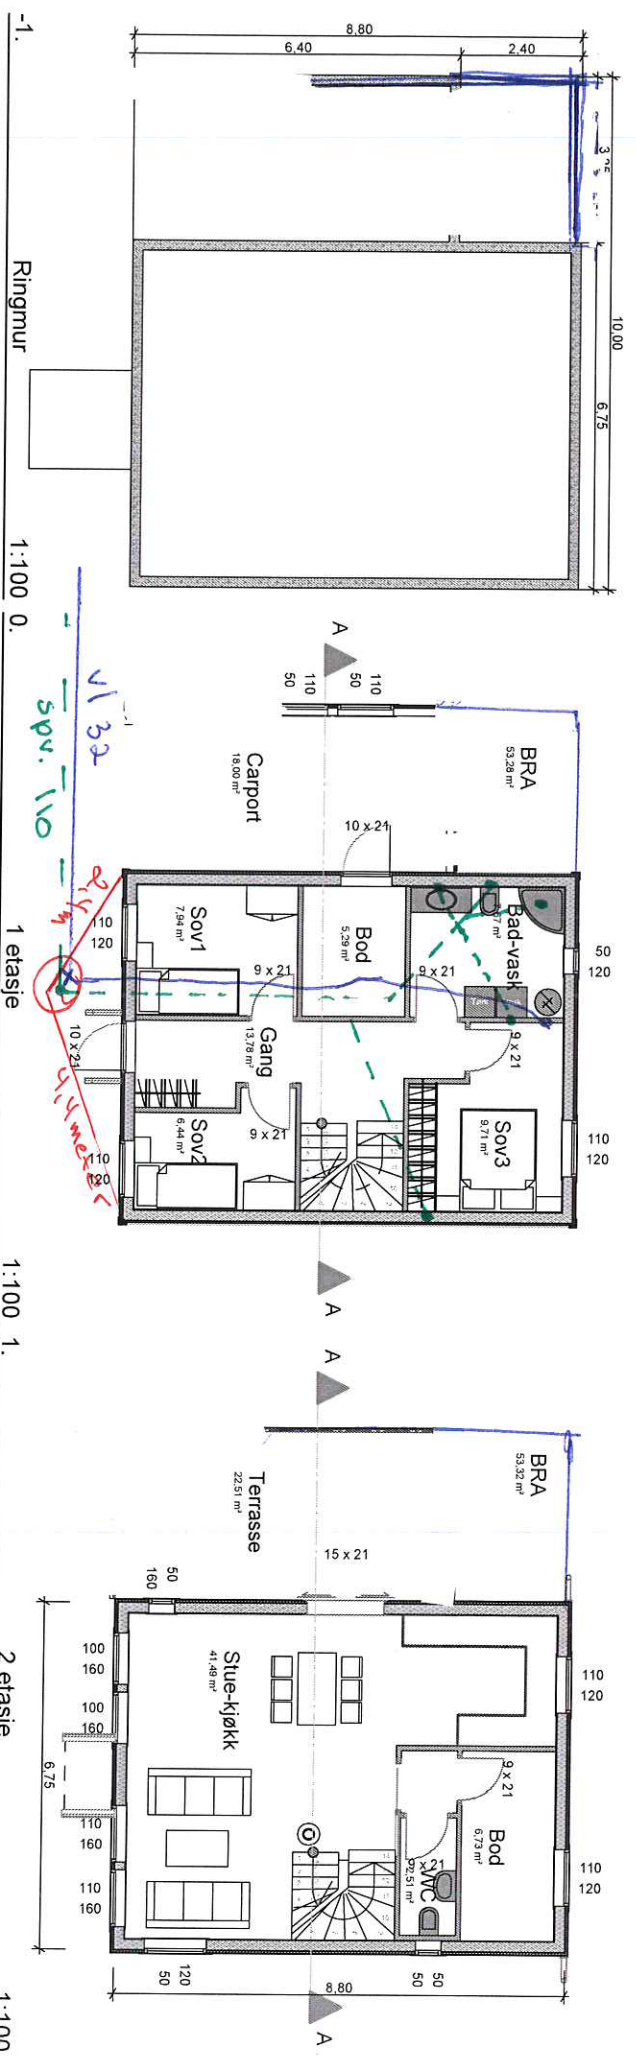 8,80
6,40
2,40
10,00
6,75
-1.
Ringmur
1:100
0.
A
50
110
50
110
BRA
53,28 m²
Carport
18,00 m²
10 x 21
vl 32
spv. 110
2,4m
4,4 meter
Sov1
7,94 m²
Bod
5,29 m²
Bad-vask
50
120
9 x 21
9 x 21
9 x 21
Gang
13,78 m²
110
120
10 x 21
Sov2
6,44 m²
9 x 21
110
120
Sov3
9,71 m²
110
120
1 etasje
1:100
1.
A
A
BRA
53,32 m²
Terrasse
22,51 m²
15 x 21
160
50
100
160
100
160
110
160
110
160
Stue-kjøkk
41,49 m²
110
120
9 x 21
Bod
6,73 m²
WC
2,51 m²
x 21
110
120
50
120
50
50
8,80
6,75
A
2 etasje
1:100